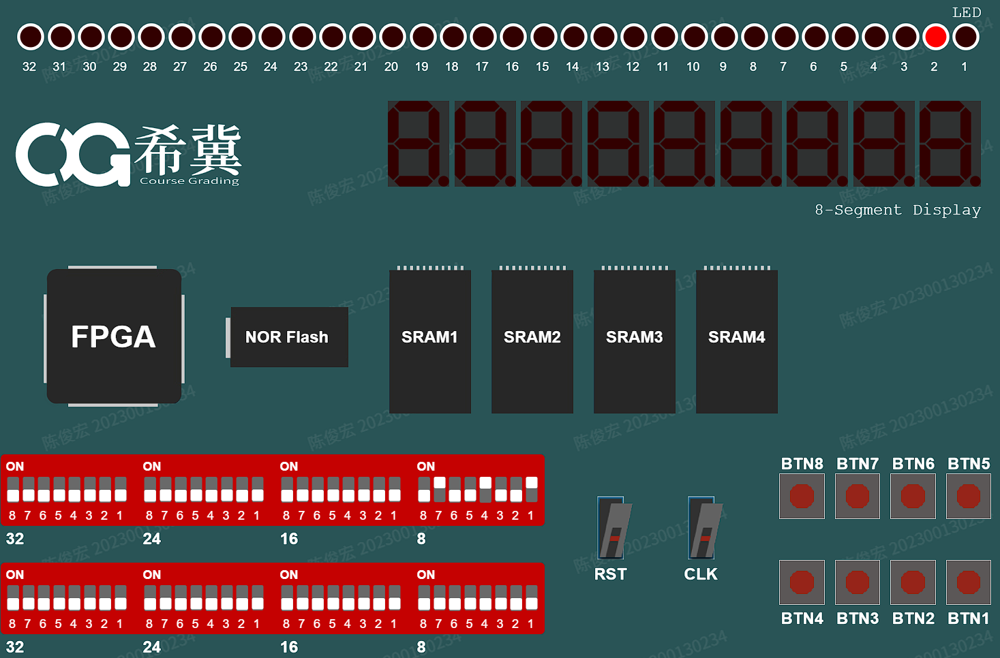 LED
32 31 30 29 28 27 26 25 24 23 22 21 20 19 18 17 16 15 14 13 12 11 10 9 8 7 6 5 4 3 2 1
希冀
Course Grading
8-Segment Display
FPGA
NOR Flash
SRAM1 SRAM2 SRAM3 SRAM4
ON ON ON ON
8 7 6 5 4 3 2 1 8 7 6 5 4 3 2 1 8 7 6 5 4 3 2 1 8 7 6 5 4 3 2 1
32 24 16 8
ON ON ON ON
8 7 6 5 4 3 2 1 8 7 6 5 4 3 2 1 8 7 6 5 4 3 2 1 8 7 6 5 4 3 2 1
32 24 16 8
RST CLK
BTN8 BTN7 BTN6 BTN5
BTN4 BTN3 BTN2 BTN1
陈俊宏 202300130234